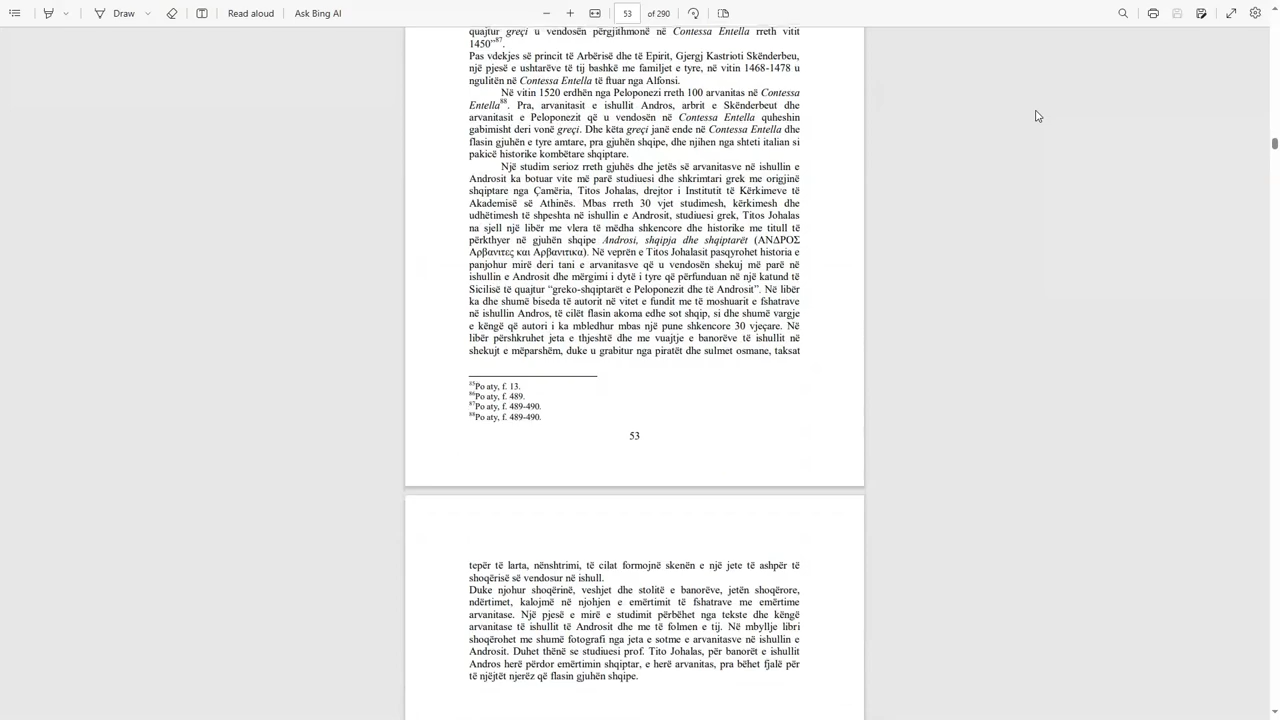 Draw
Read aloud
Ask Bing AI
53
of 290
quajtur greçi u vendosën përgjithmonë në Contessa Entella rreth vitit
1450”87.
Pas vdekjes së princit të Arbërisë dhe të Epirit, Gjergj Kastrioti Skënderbeu,
një pjesë e ushtarëve të tij bashkë me familjet e tyre, në vitin 1468-1478 u
ngulitën në Contessa Entella të ftuar nga Alfonsi.
Në vitin 1520 erdhën nga Peloponezi rreth 100 arvanitas në Contessa
Entella88. Pra, arvanitasit e ishullit Andros, arbrit e Skënderbeut dhe
arvanitasit e Peloponezit që u vendosën në Contessa Entella quheshin
gabimisht deri vonë greçi. Dhe këta greçi janë ende në Contessa Entella dhe
flasin gjuhën e tyre amtare, pra gjuhën shqipe, dhe njihen nga shteti italian si
pakicë historike kombëtare shqiptare.
Një studim serioz rreth gjuhës dhe jetës së arvanitasve në ishullin e
Androsit ka botuar vite më parë studiuesi dhe shkrimtari grek me origjinë
shqiptare nga Çamëria, Titos Johalas, drejtor i Institutit të Kërkimeve të
Akademisë së Athinës. Mbas rreth 30 vjet studimesh, kërkimesh dhe
udhëtimesh të shpeshta në ishullin e Androsit, studiuesi grek, Titos Johalas
na sjell një libër me vlera të mëdha shkencore dhe historike me titull të
përkthyer në gjuhën shqipe Androsi, shqipja dhe shqiptarët (ΑΝΔΡΟΣ
Αρβανιτες και Αρβανιτικα). Në veprën e Titos Johalasit pasqyrohet historia e
panjohur mirë deri tani e arvanitasve që u vendosën shekuj më parë në
ishullin e Androsit dhe mërgimi i dytë i tyre që përfunduan në një katund të
Sicilisë të quajtur “greko-shqiptarët e Peloponezit dhe të Androsit”. Në libër
ka dhe shumë biseda të autorit në vitet e fundit me të moshuarit e fshatrave
në ishullin Andros, të cilët flasin akoma edhe sot shqip, si dhe shumë vargje
e këngë që autori i ka mbledhur mbas një pune shkencore 30 vjeçare. Në
libër përshkruhet jeta e thjeshtë dhe me vuajtje e banorëve të ishullit në
shekujt e mëparshëm, duke u grabitur nga piratët dhe sulmet osmane, taksat
85Po aty, f. 13.
86Po aty, f. 489.
87Po aty, f. 489-490.
88Po aty, f. 489-490.
53
tepër të larta, nënshtrimi, të cilat formojnë skenën e një jete të ashpër të
shoqërisë së vendosur në ishull.
Duke njohur shoqërinë, veshjet dhe stolitë e banorëve, jetën shoqërore,
ndërtimet, kalojmë në njohjen e emërtimit të fshatrave me emërtime
arvanitase. Një pjesë e mirë e studimit përbëhet nga tekste dhe këngë
arvanitase të ishullit të Androsit dhe me të folmen e tij. Në mbyllje libri
shoqërohet me shumë fotografi nga jeta e sotme e arvanitasve në ishullin e
Androsit. Duhet thënë se studiuesi prof. Tito Johalas, për banorët e ishullit
Andros herë përdor emërtimin shqiptar, e herë arvanitas, pra bëhet fjalë për
të njëjtët njerëz që flasin gjuhën shqipe.